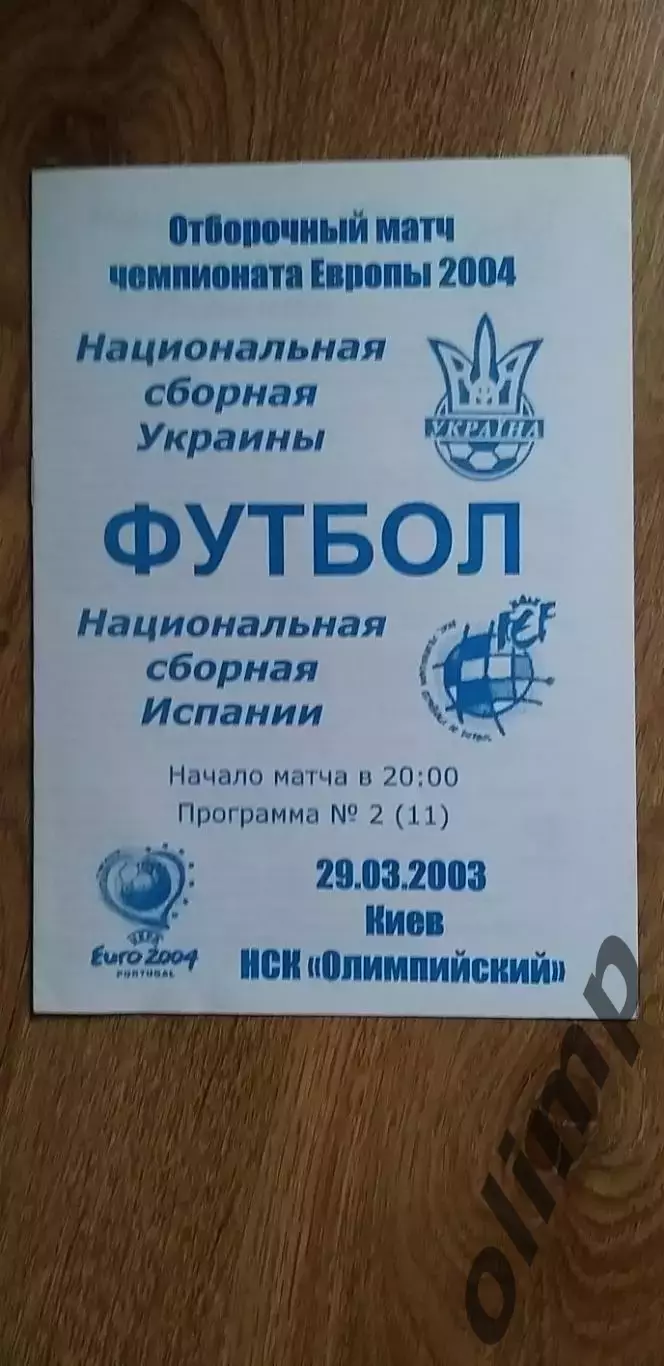 Отборочный матч
чемпионата Европы 2004
Национальная
сборная
Украины
УКРАЇНА
ФУТБОЛ
Национальная
сборная
Испании
Начало матча в 20:00
Программа № 2 (11)
29.03.2003
Киев
НСК «Олимпийский»
UEFA
EURO 2004
PORTUGAL
olimp